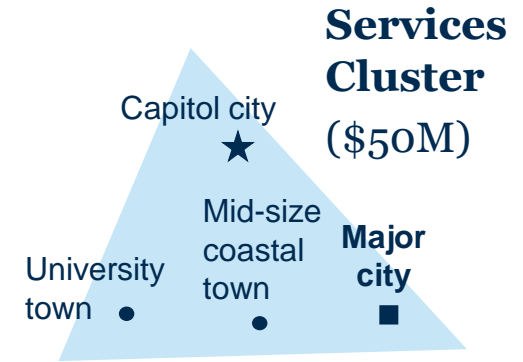 Services
Cluster
($50M)
Capitol city
Mid-size
coastal
town
Major
city
University
town